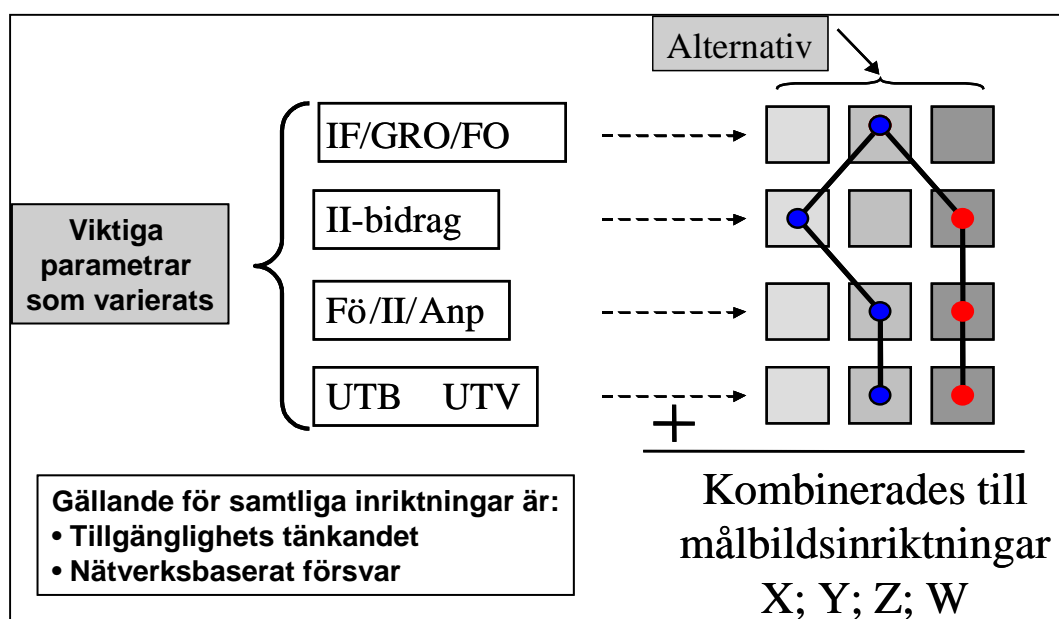 Alternativ
IF/GRO/FO
II-bidrag
Viktiga
parametrar
som varierats
Fö/II/Anp
UTB UTV
+
Gällande för samtliga inriktningar är:
• Tillgänglighets tänkandet
• Nätverksbaserat försvar
Kombinerades till
målbildsinriktningar
X; Y; Z; W